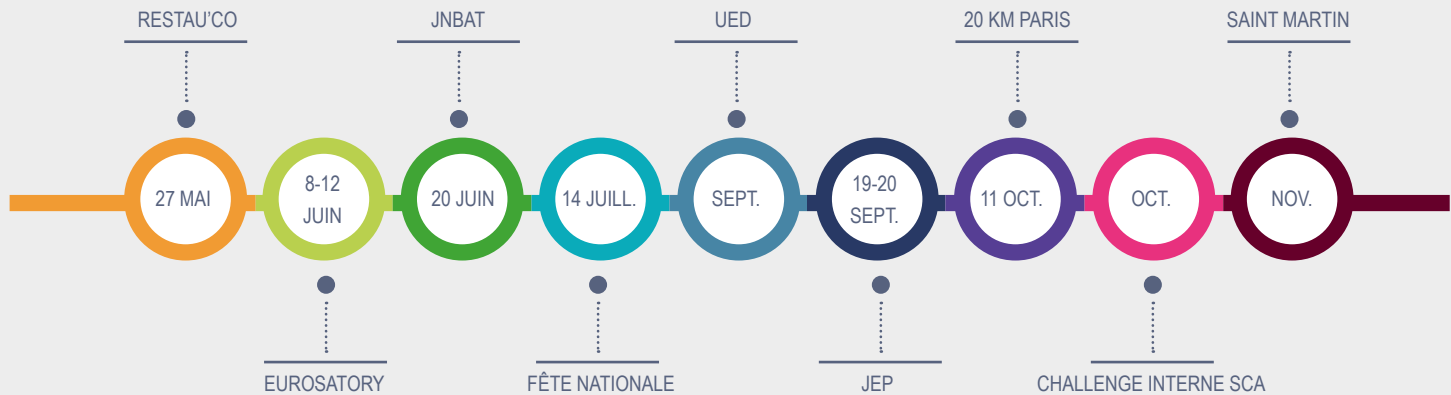 RESTAU'CO
JNBAT
UED
20 KM PARIS
SAINT MARTIN
27 MAI
8-12
JUIN
20 JUIN
14 JUILL.
SEPT.
19-20
SEPT.
11 OCT.
OCT.
NOV.
EUROSATORY
FÊTE NATIONALE
JEP
CHALLENGE INTERNE SCA